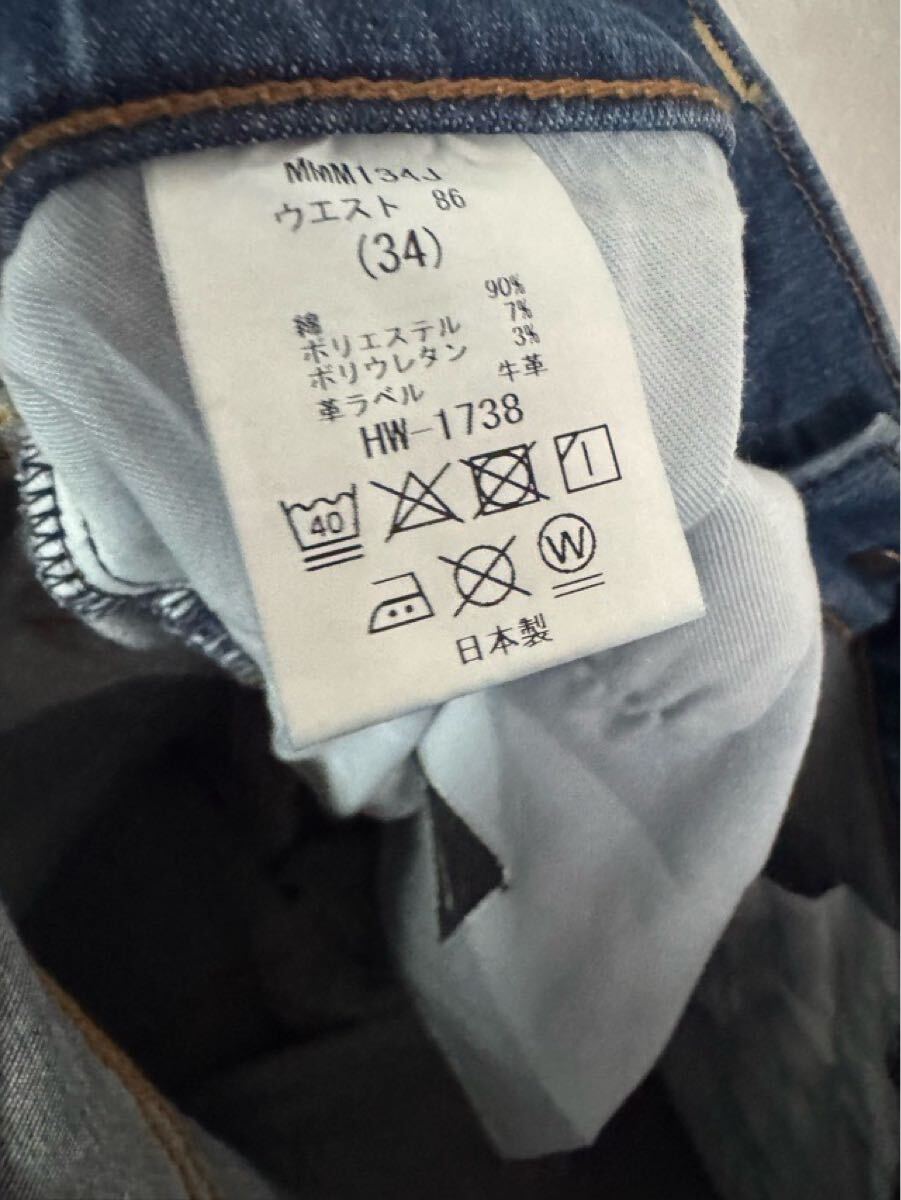 MMM134J
ウエスト 86
(34)
綿 90%
ポリエステル 7%
ポリウレタン 3%
革ラベル 牛革
HW-1738
40
W
日本製